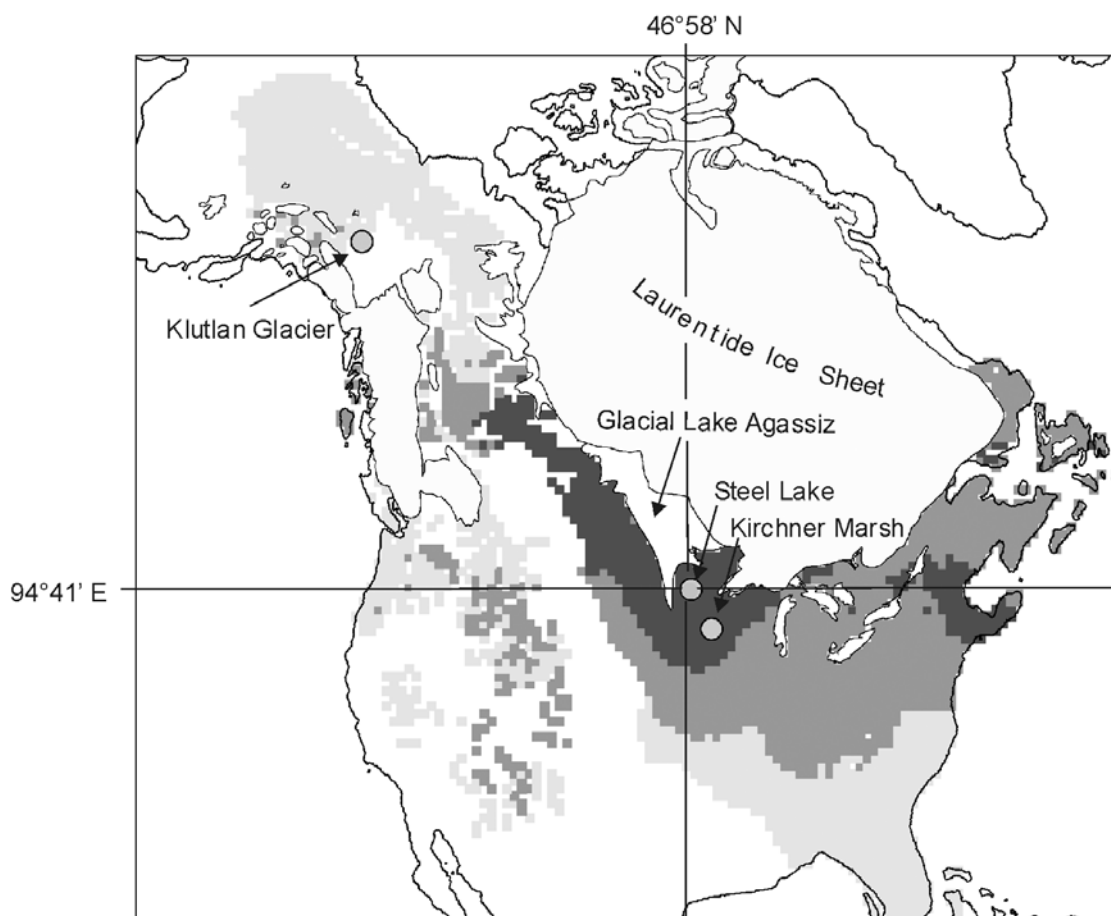 46°58’ N
Klutlan Glacier
Laurentide Ice Sheet
Glacial Lake Agassiz
Steel Lake
Kirchner Marsh
94°41’ E